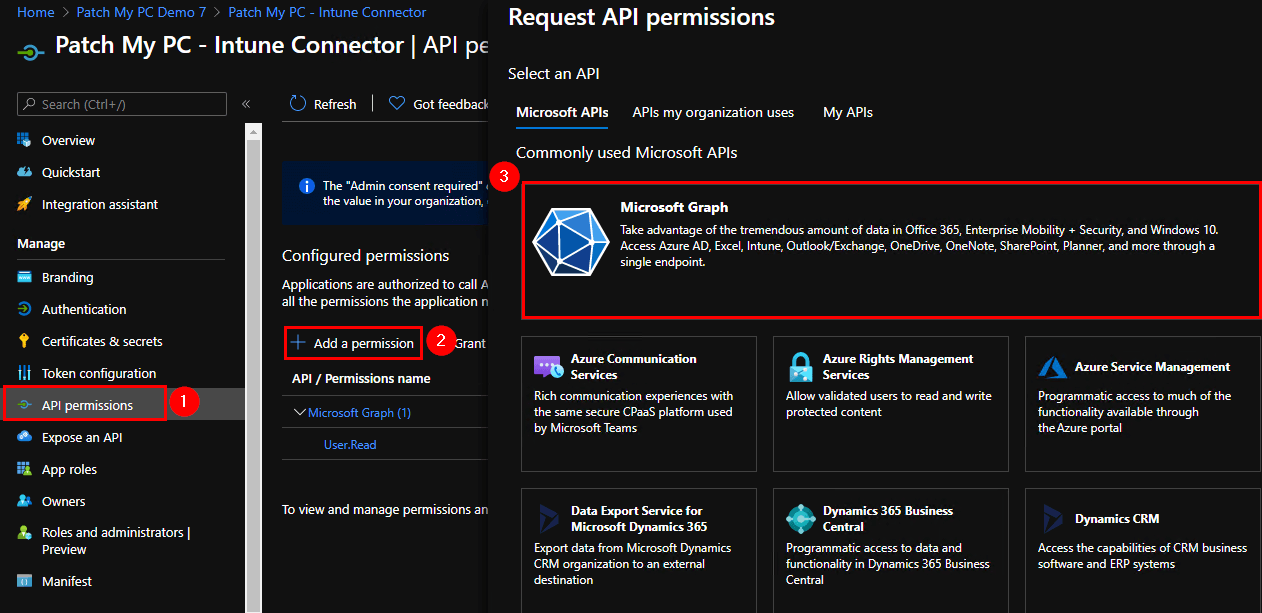 Home > Patch My PC Demo 7 > Patch My PC - Intune Connector
Patch My PC - Intune Connector | API pe
Search (Ctrl+/)
«
Overview
Quickstart
Integration assistant
Manage
Branding
Authentication
Certificates & secrets
Token configuration
API permissions
1
Expose an API
App roles
Owners
Roles and administrators |
Preview
Manifest
Refresh
Got feedback
The "Admin consent required"
the value in your organization,
Configured permissions
Applications are authorized to call A
all the permissions the application n
Add a permission
2
Grant
API / Permissions name
Microsoft Graph (1)
User.Read
To view and manage permissions an
Request API permissions
Select an API
Microsoft APIs
APIs my organization uses
My APIs
Commonly used Microsoft APIs
3
Microsoft Graph
Take advantage of the tremendous amount of data in Office 365, Enterprise Mobility + Security, and Windows 10.
Access Azure AD, Excel, Intune, Outlook/Exchange, OneDrive, OneNote, SharePoint, Planner, and more through a
single endpoint.
Azure Communication
Services
Rich communication experiences with
the same secure CPaaS platform used
by Microsoft Teams
Azure Rights Management
Services
Allow validated users to read and write
protected content
Azure Service Management
Programmatic access to much of the
functionality available through
the Azure portal
Data Export Service for
Microsoft Dynamics 365
Export data from Microsoft Dynamics
CRM organization to an external
destination
Dynamics 365 Business
Central
Programmatic access to data and
functionality in Dynamics 365 Business
Central
Dynamics CRM
Access the capabilities of CRM business
software and ERP systems